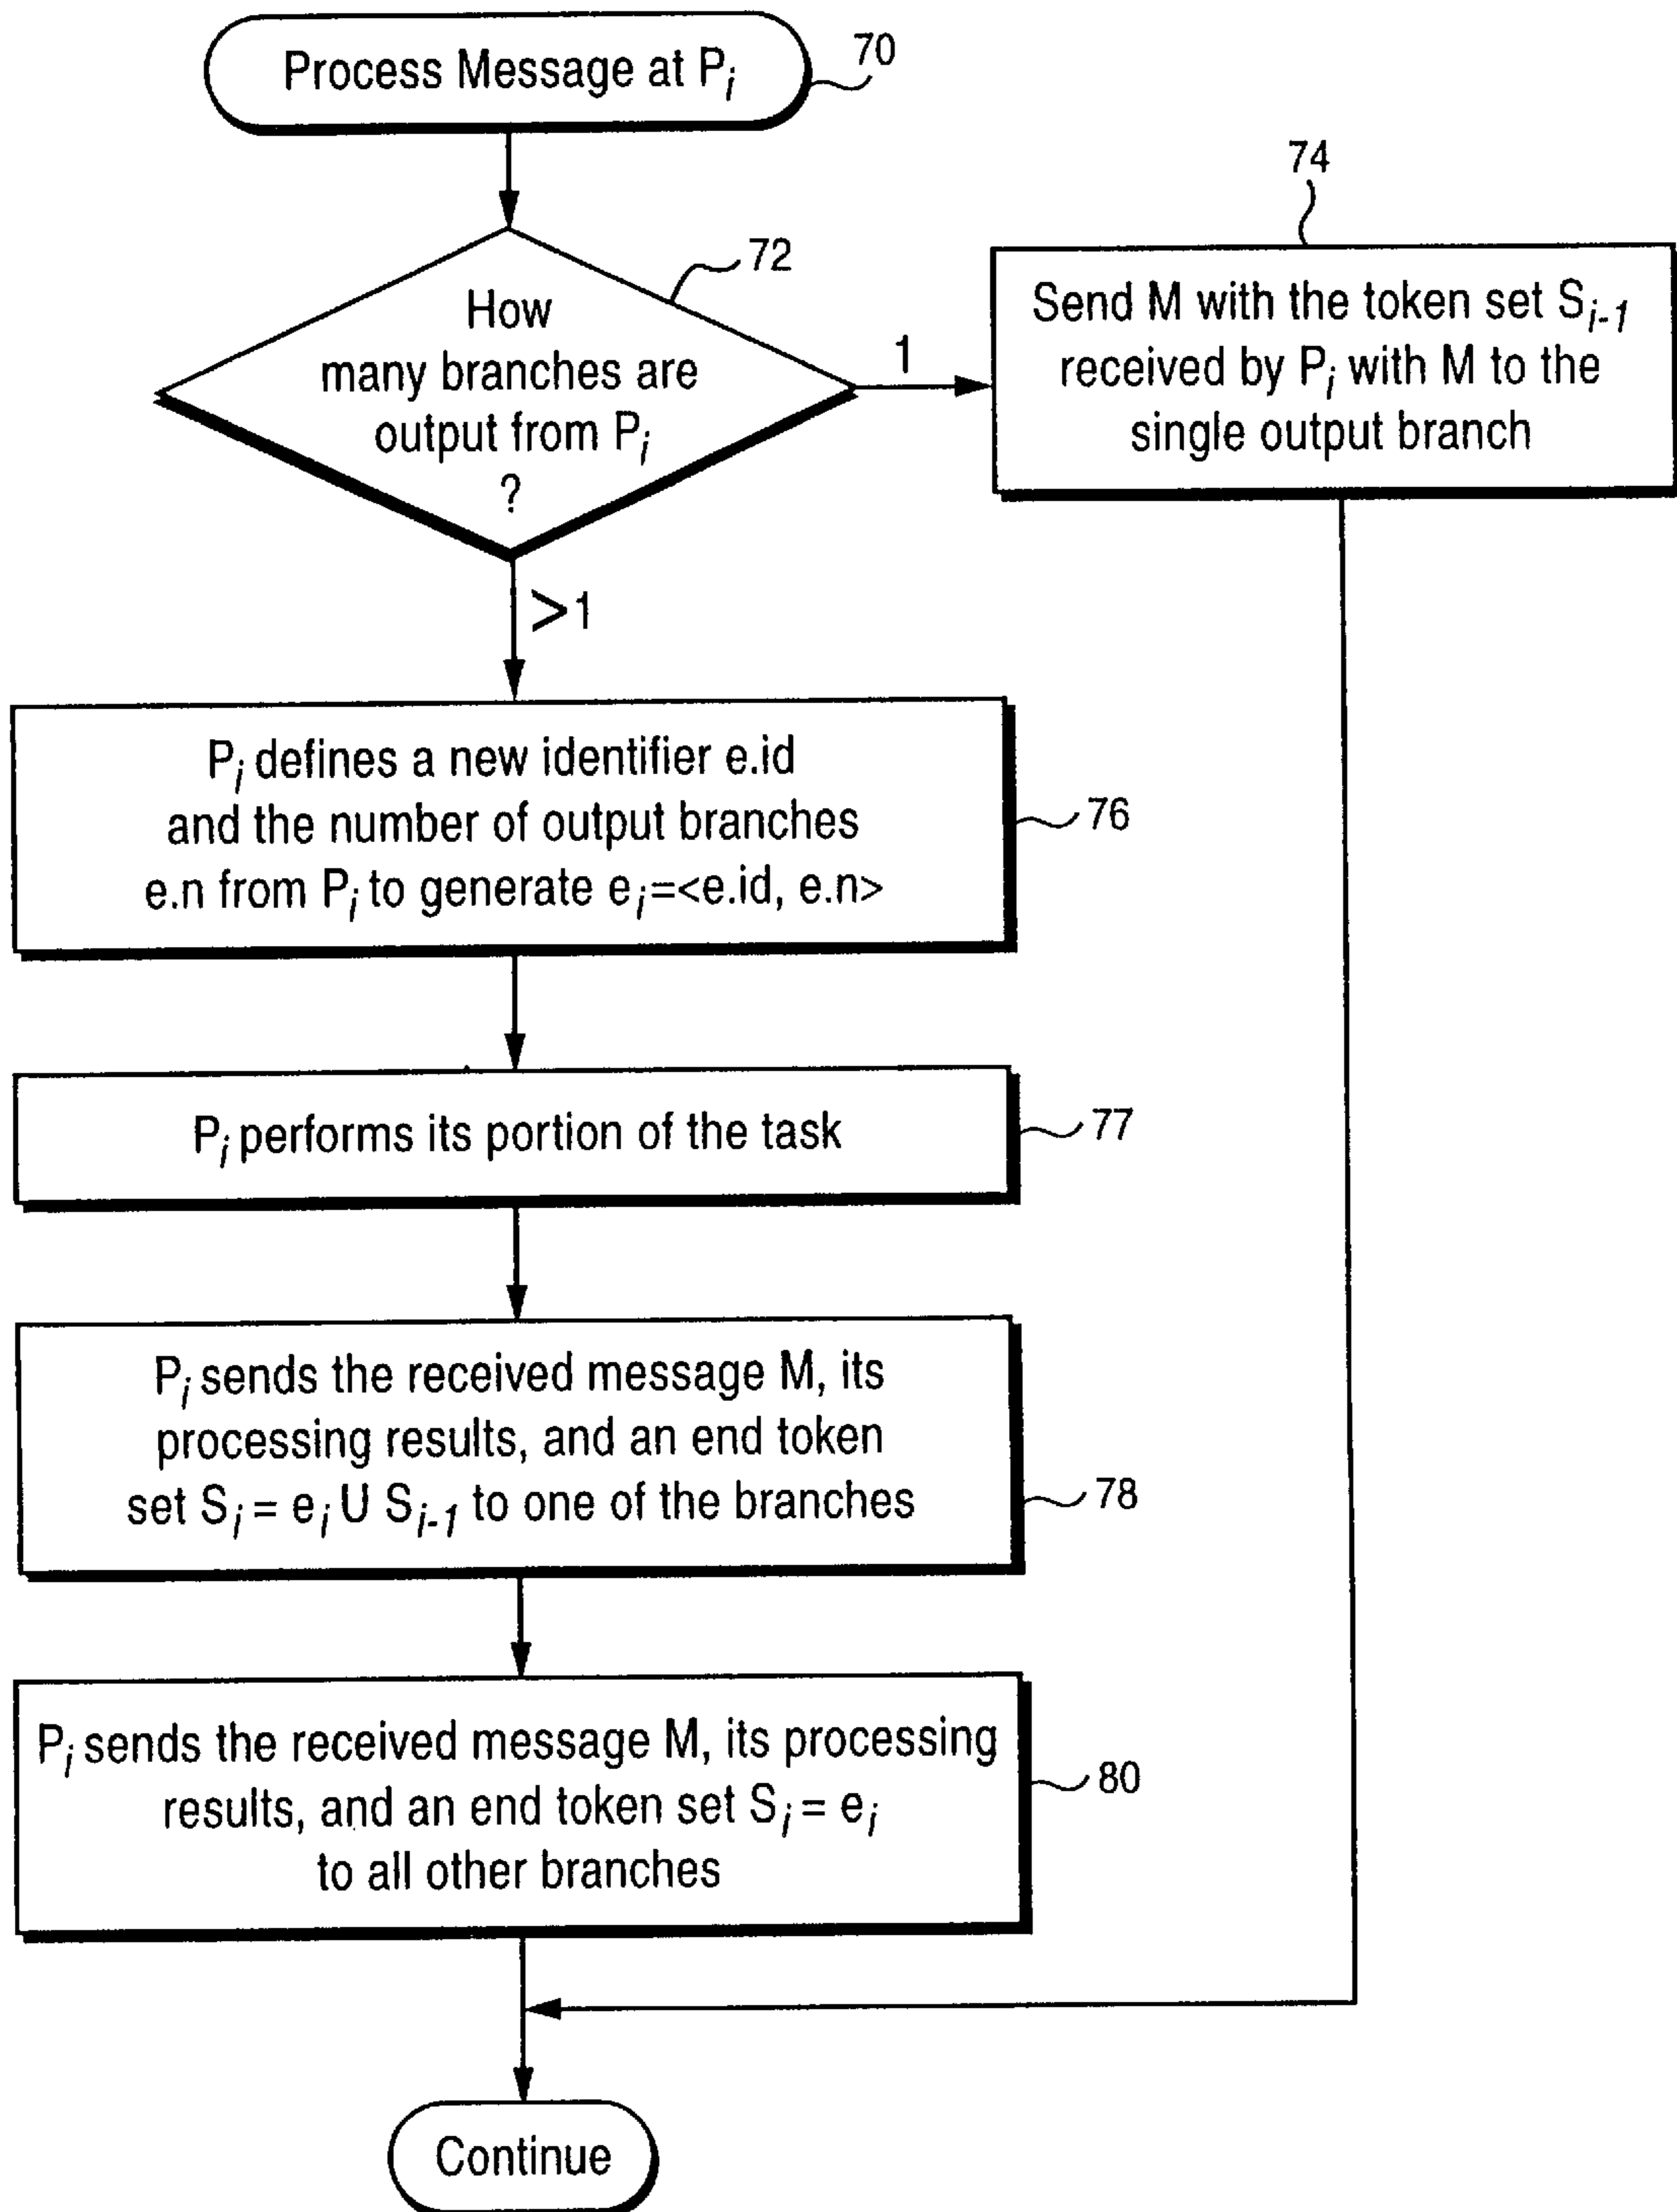 Process Message at Pi
70
72
How
many branches are
output from Pi
?
1
74
Send M with the token set Si-1
received by Pi with M to the
single output branch
>1
Pi defines a new identifier e.id
and the number of output branches
e.n from Pi to generate ei=<e.id, e.n>
76
Pi performs its portion of the task
77
Pi sends the received message M, its
processing results, and an end token
set Si = ei U Si-1 to one of the branches
78
Pi sends the received message M, its processing
results, and an end token set Si = ei
to all other branches
80
Continue